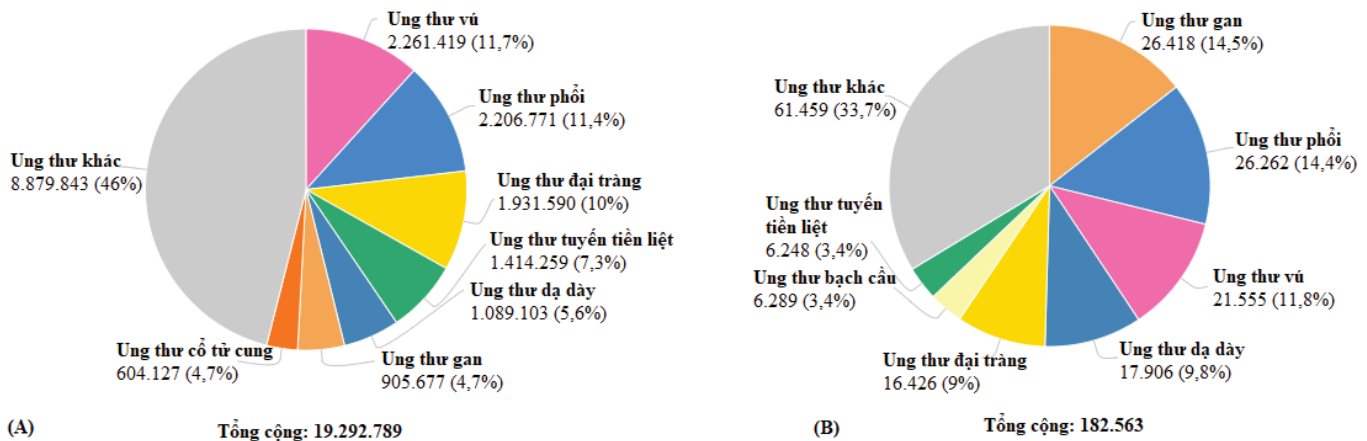 Ung thư vú
2.261.419 (11,7%)
Ung thư phổi
2.206.771 (11,4%)
Ung thư đại tràng
1.931.590 (10%)
Ung thư tuyến tiền liệt
1.414.259 (7,3%)
Ung thư dạ dày
1.089.103 (5,6%)
Ung thư gan
905.677 (4,7%)
Ung thư cổ tử cung
604.127 (4,7%)
Ung thư khác
8.879.843 (46%)
(A)
Tổng cộng: 19.292.789
Ung thư gan
26.418 (14,5%)
Ung thư phổi
26.262 (14,4%)
Ung thư vú
21.555 (11,8%)
Ung thư dạ dày
17.906 (9,8%)
Ung thư đại tràng
16.426 (9%)
Ung thư bạch cầu
6.289 (3,4%)
Ung thư tuyến
tiền liệt
6.248 (3,4%)
Ung thư khác
61.459 (33,7%)
(B)
Tổng cộng: 182.563